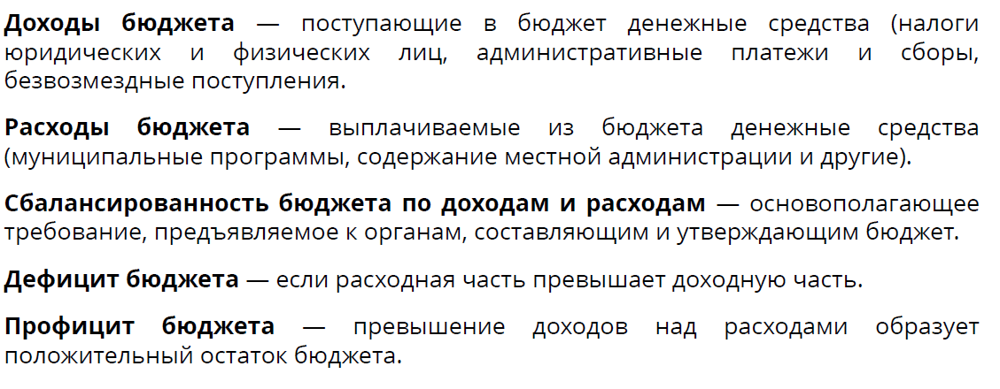 Доходы бюджета — поступающие в бюджет денежные средства (налоги
юридических и физических лиц, административные платежи и сборы,
безвозмездные поступления.
Расходы бюджета — выплачиваемые из бюджета денежные средства
(муниципальные программы, содержание местной администрации и другие).
Сбалансированность бюджета по доходам и расходам — основополагающее
требование, предъявляемое к органам, составляющим и утверждающим бюджет.
Дефицит бюджета — если расходная часть превышает доходную часть.
Профицит бюджета — превышение доходов над расходами образует
положительный остаток бюджета.